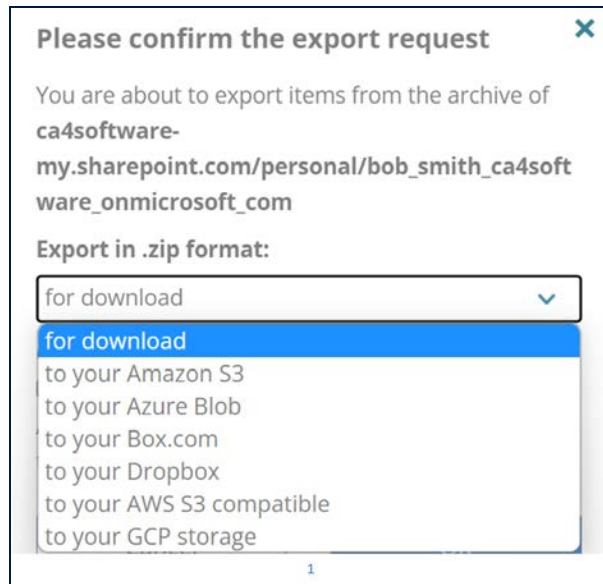 Please confirm the export request
You are about to export items from the archive of
ca4software-
my.sharepoint.com/personal/bob_smith_ca4soft
ware_onmicrosoft_com
Export in .zip format:
for download
for download
to your Amazon S3
to your Azure Blob
to your Box.com
to your Dropbox
to your AWS S3 compatible
to your GCP storage
1